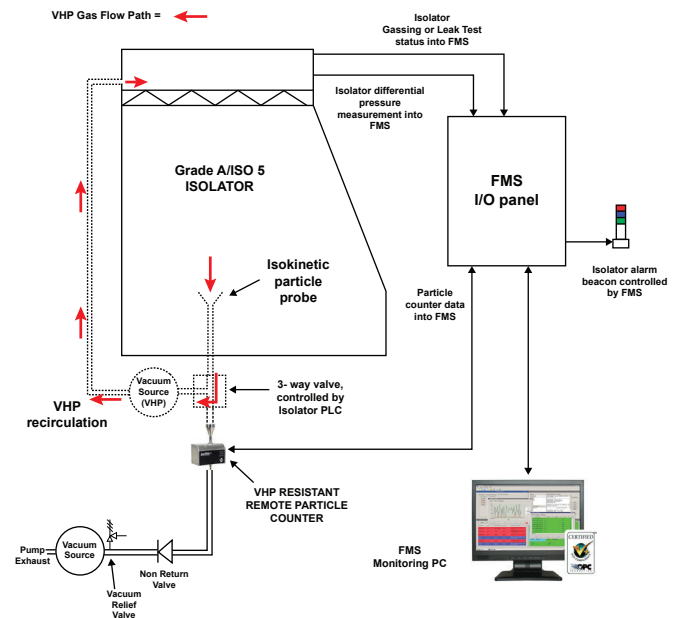 VHP Gas Flow Path =
Isolator
Gassing or Leak Test
status into FMS
Isolator differential
pressure
measurement into
FMS
Grade A/ISO 5
ISOLATOR
FMS
I/O panel
Isokinetic
particle
probe
Particle
counter data
into FMS
Isolator alarm
beacon controlled
by FMS
Vacuum
Source
(VHP)
3- way valve,
controlled by
Isolator PLC
VHP
recirculation
VHP RESISTANT
REMOTE PARTICLE
COUNTER
Pump
Exhaust
Vacuum
Source
Non Return
Valve
Vacuum
Relief
Valve
FMS
Monitoring PC
CERTIFIED
OPC